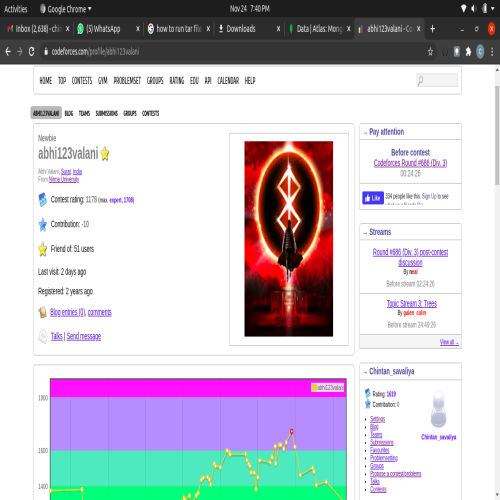 Activities
Google Chrome
Nov 24 7:40 PM
Inbox (2,638) - chin
(5) WhatsApp
how to run tar file
Downloads
Data | Atlas: Mong
abhi123valani - Co
codeforces.com/profile/abhi123valani
HOME TOP CONTESTS GYM PROBLEMSET GROUPS RATING EDU API CALENDAR HELP
ABHI123VALANI BLOG TEAMS SUBMISSIONS GROUPS CONTESTS
Newbie
abhi123valani
Abhi Valani, Surat, India
From Nirma University
Contest rating: 1178 (max. expert, 1708)
Contribution: -10
Friend of: 51 users
Last visit: 2 days ago
Registered: 2 years ago
Blog entries (0), comments
Talks | Send message
→ Pay attention
Before contest
Codeforces Round #686 (Div. 3)
00:24:26
Like
334 people like this. Sign Up to see
→ Streams
Round #686 (Div. 3) post-contest
discussion
By neal
Before stream 02:24:26
Topic Stream 3: Trees
By galen_colin
Before stream 24:49:26
View all →
→ Chintan_savaliya
Rating: 1619
Contribution: 0
Settings
Blog
Teams
Submissions
Favourites
Problemsetting
Groups
Propose a contest/problems
Talks
Contests
Chintan_savaliya
abhi123valani
1900
1600
1400